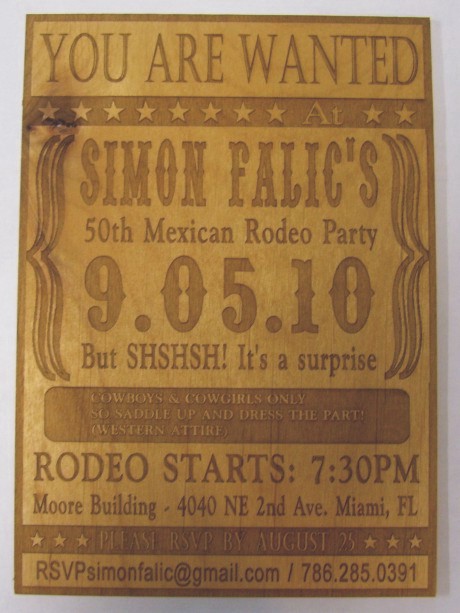 YOU ARE WANTED
At
SIMON FALIC'S
50th Mexican Rodeo Party
9.05.10
But SHSHSH! It's a surprise
COWBOYS & COWGIRLS ONLY
SO SADDLE UP AND DRESS THE PART!
(WESTERN ATTIRE)
RODEO STARTS: 7:30PM
Moore Building - 4040 NE 2nd Ave. Miami, FL
PLEASE RSVP BY AUGUST 25
RSVPsimonfalic@gmail.com / 786.285.0391